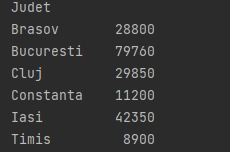 Judet
Brasov 28800
Bucuresti 79760
Cluj 29850
Constanta 11200
Iasi 42350
Timis 8900